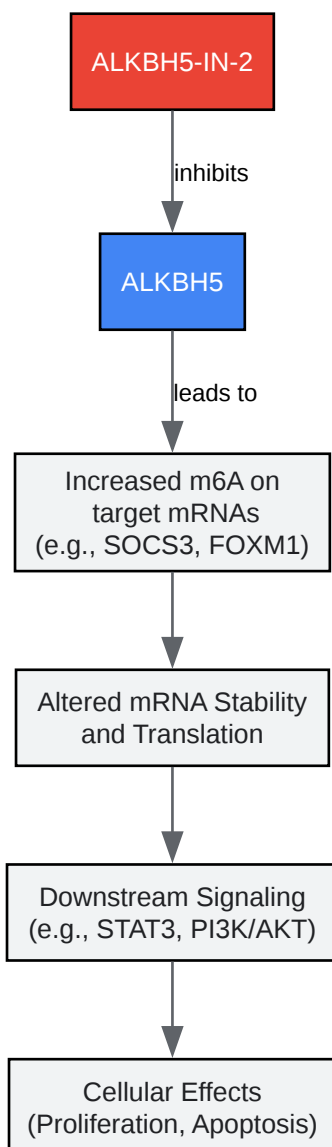 ALKBH5-IN-2
inhibits
ALKBH5
leads to
Increased m6A on
target mRNAs
(e.g., SOCS3, FOXM1)
Altered mRNA Stability
and Translation
Downstream Signaling
(e.g., STAT3, PI3K/AKT)
Cellular Effects
(Proliferation, Apoptosis)